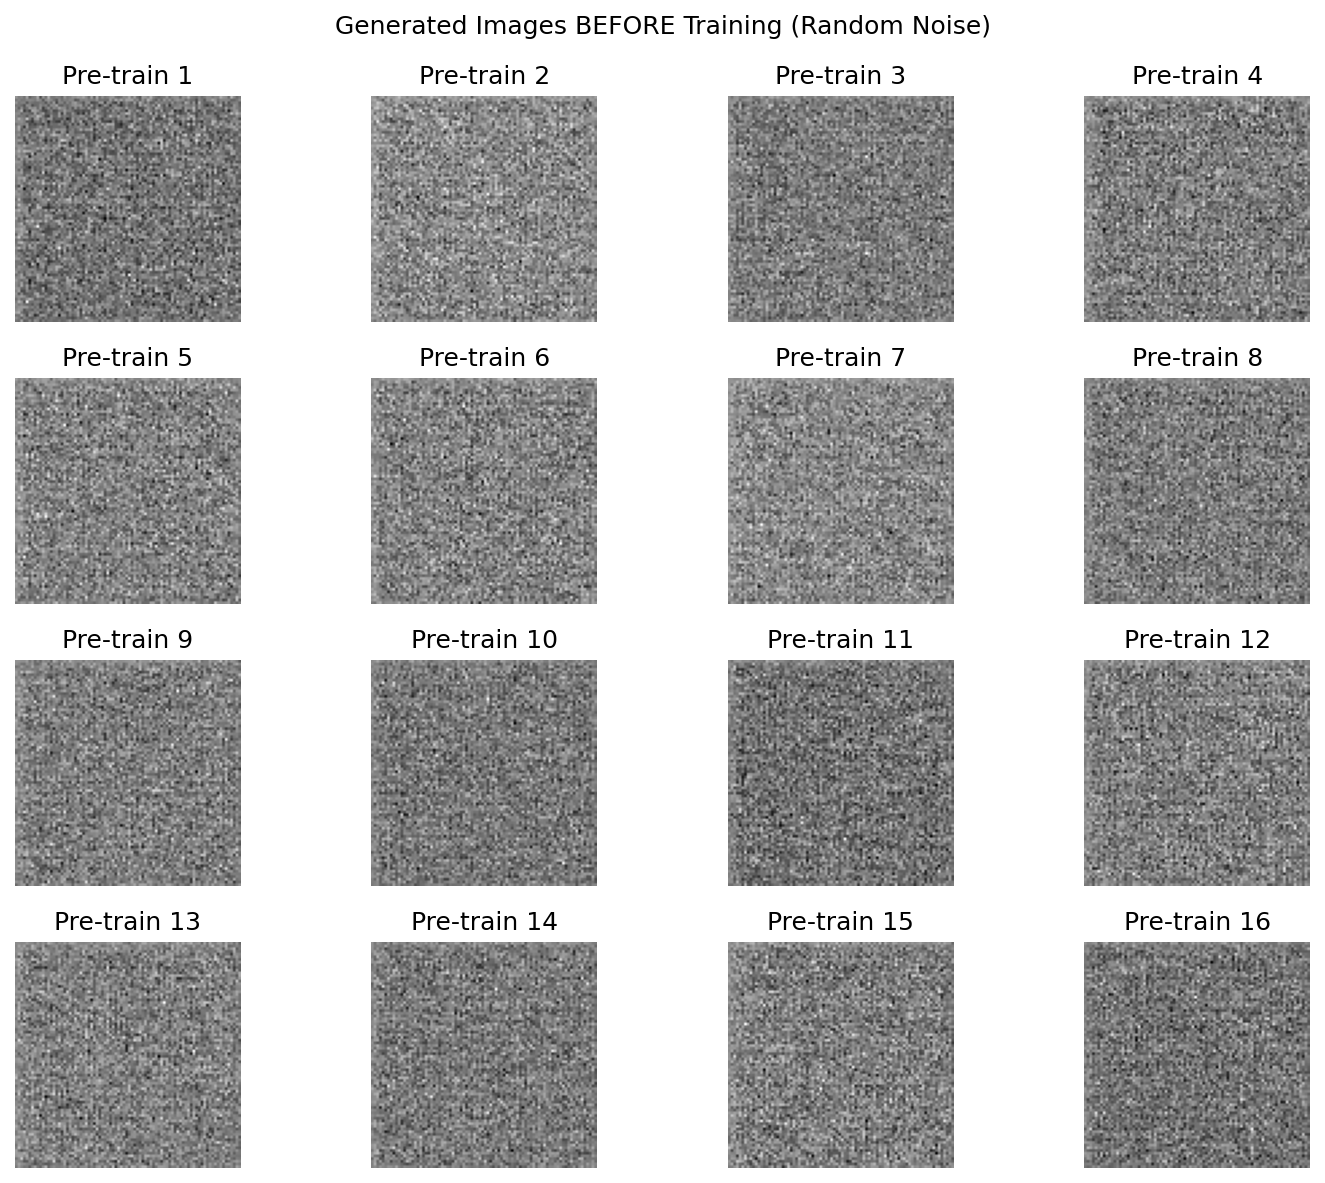 Generated Images BEFORE Training (Random Noise)
Pre-train 1
Pre-train 2
Pre-train 3
Pre-train 4
Pre-train 5
Pre-train 6
Pre-train 7
Pre-train 8
Pre-train 9
Pre-train 10
Pre-train 11
Pre-train 12
Pre-train 13
Pre-train 14
Pre-train 15
Pre-train 16